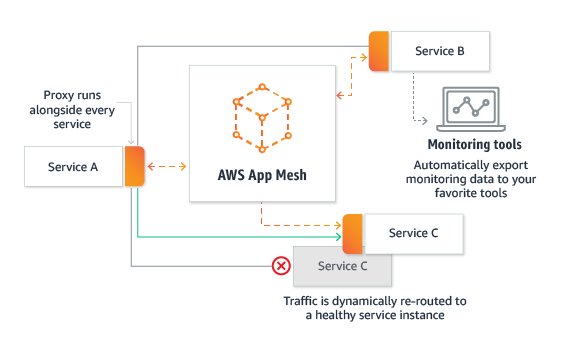 Service B
Proxy runs
alongside every
service
Monitoring tools
Automatically export
monitoring data to your
favorite tools
Service A
AWS App Mesh
Service C
Service C
Traffic is dynamically re-routed to
a healthy service instance